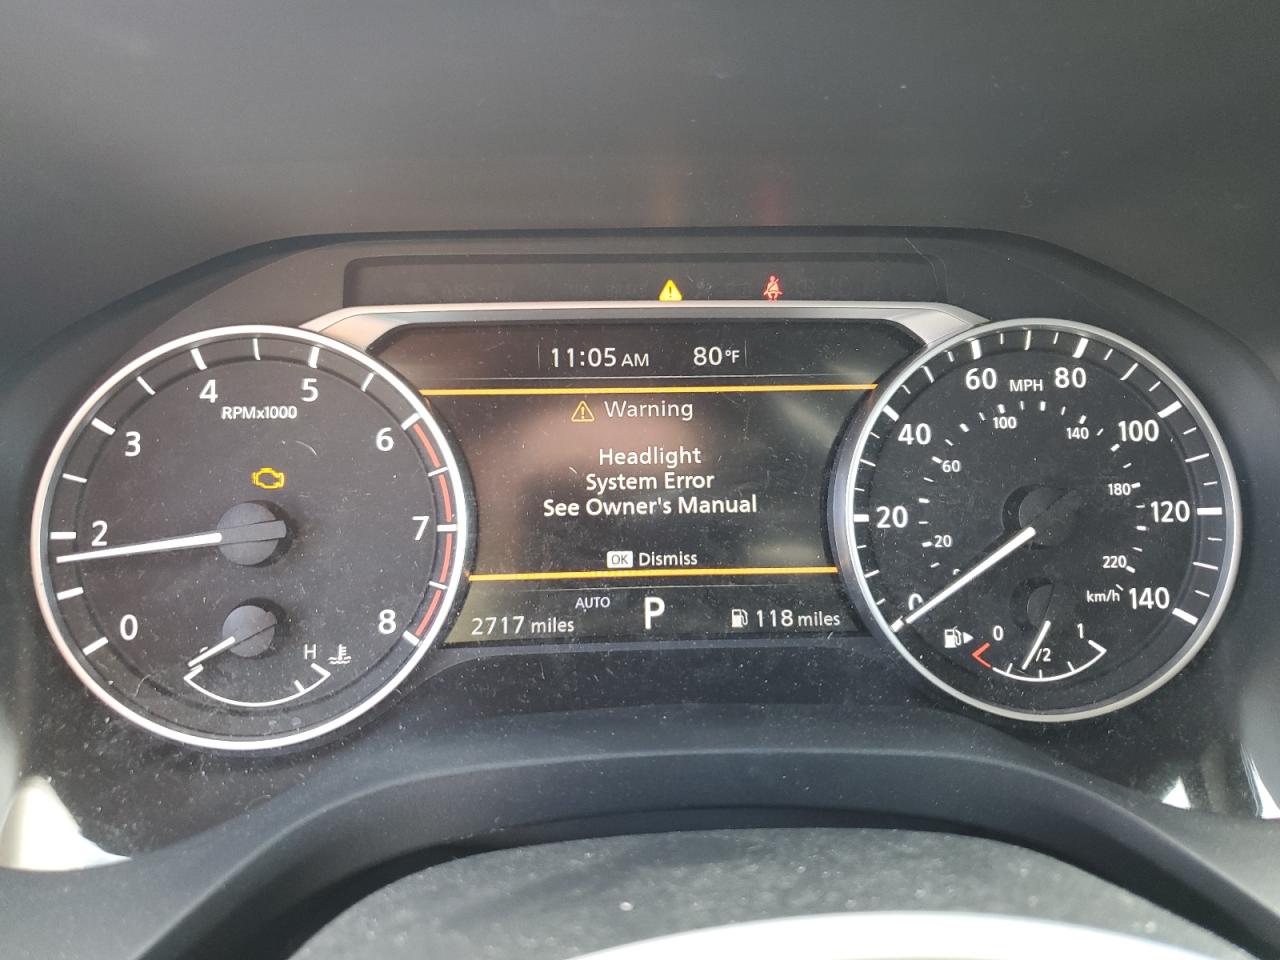 11:05 AM 80°F
Warning
Headlight
System Error
See Owner's Manual
OK Dismiss
AUTO
2717 miles P 118 miles
RPMx1000
0
2
3
4
5
6
7
8
H
MPH
0
20
40
60
80
100
120
140
km/h
20
60
100
140
180
220
0
1/2
1